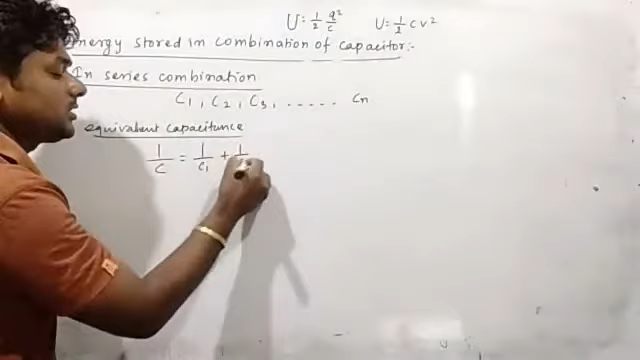 U = 1/2 q²/c U = 1/2 C V²
energy stored in combination of capacitor:-
In series combination
C₁, C₂, C₃, ..... Cn
equivalent capacitance
1/C = 1/C₁ + 1